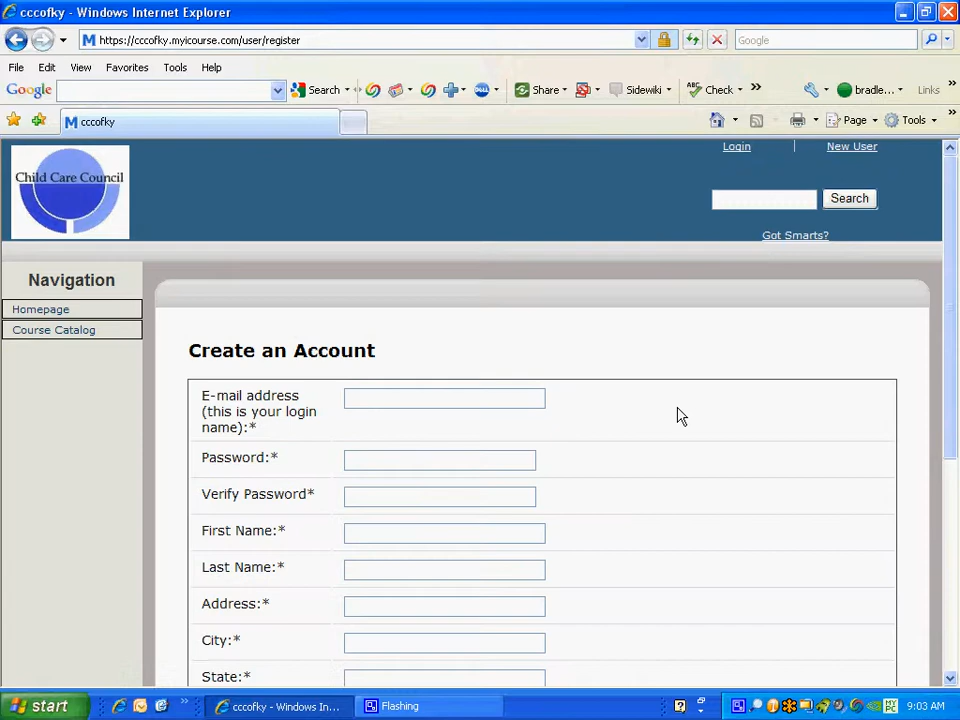 cccofky - Windows Internet Explorer
https://cccofky.myicourse.com/user/register
Google
File Edit View Favorites Tools Help
Google Search Share Sidewiki Check bradle... Links
cccofky Page Tools
Child Care Council
Login | New User
Search
Got Smarts?
Navigation
Homepage
Course Catalog
Create an Account
E-mail address
(this is your login
name):*
Password:*
Verify Password*
First Name:*
Last Name:*
Address:*
City:*
State:*
start cccofky - Windows In... Flashing 9:03 AM